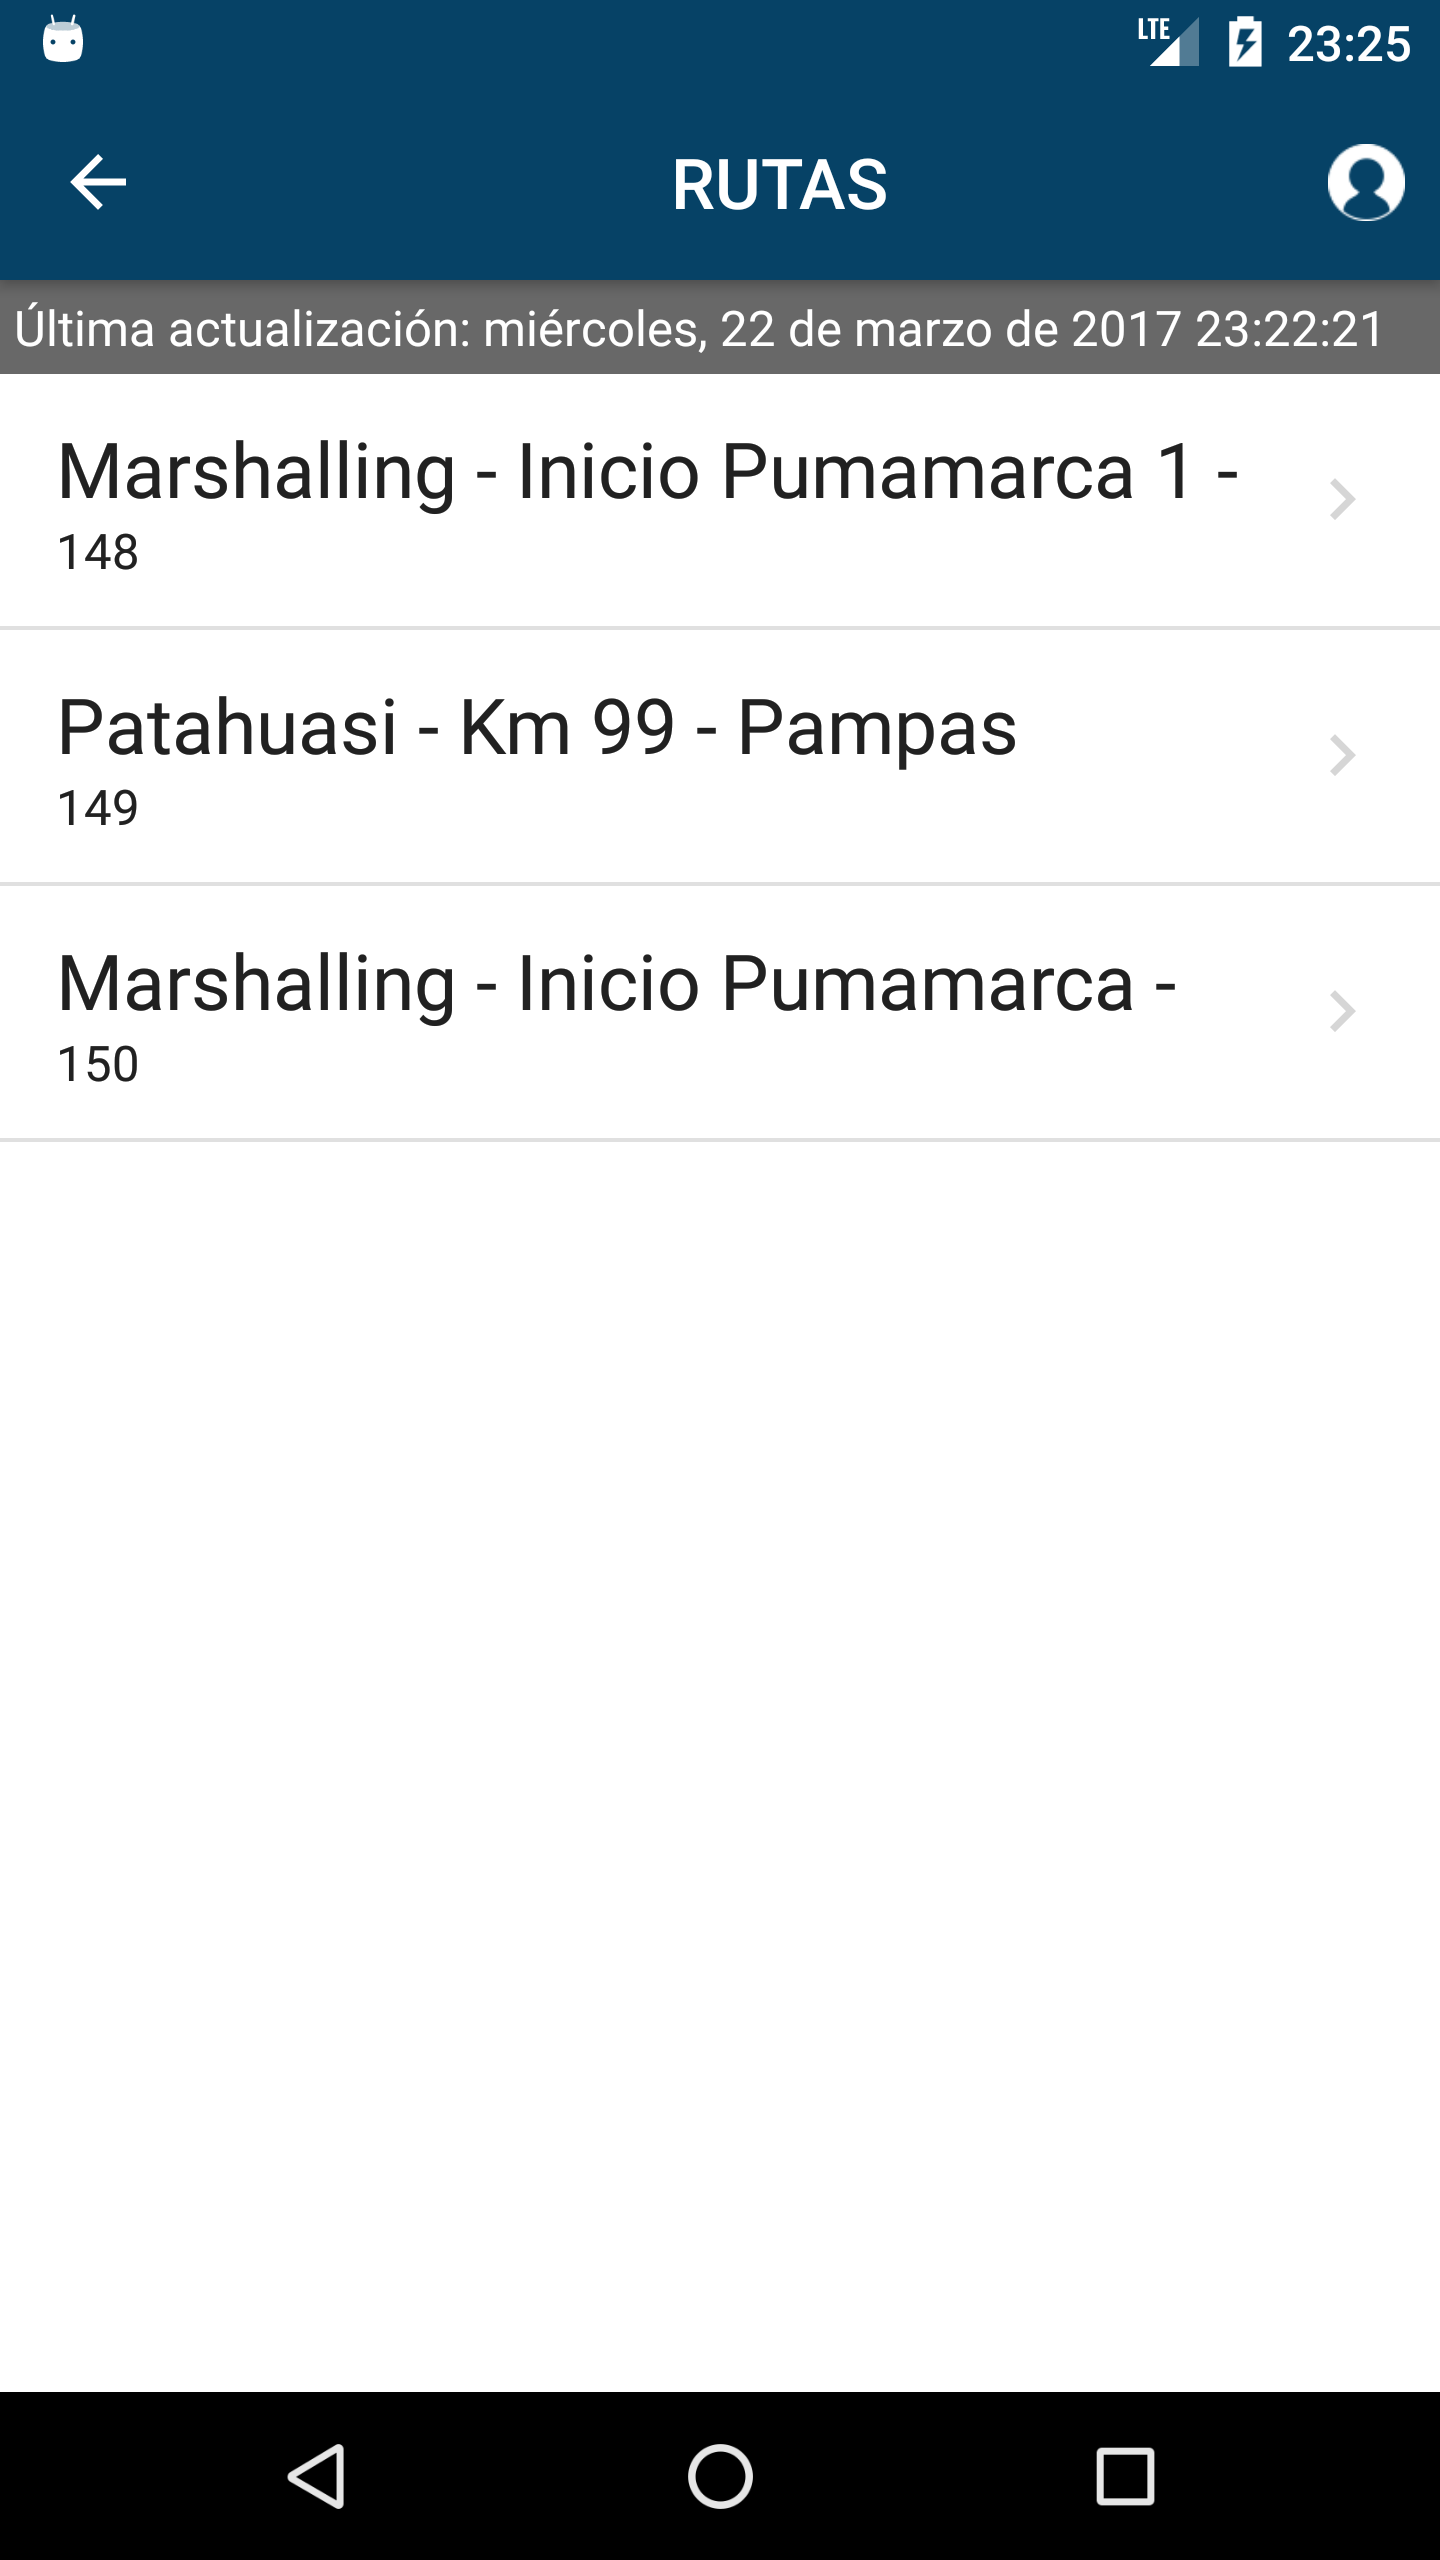 LTE 23:25
RUTAS
Última actualización: miércoles, 22 de marzo de 2017 23:22:21
Marshalling - Inicio Pumamarca 1 -
148
Patahuasi - Km 99 - Pampas
149
Marshalling - Inicio Pumamarca -
150